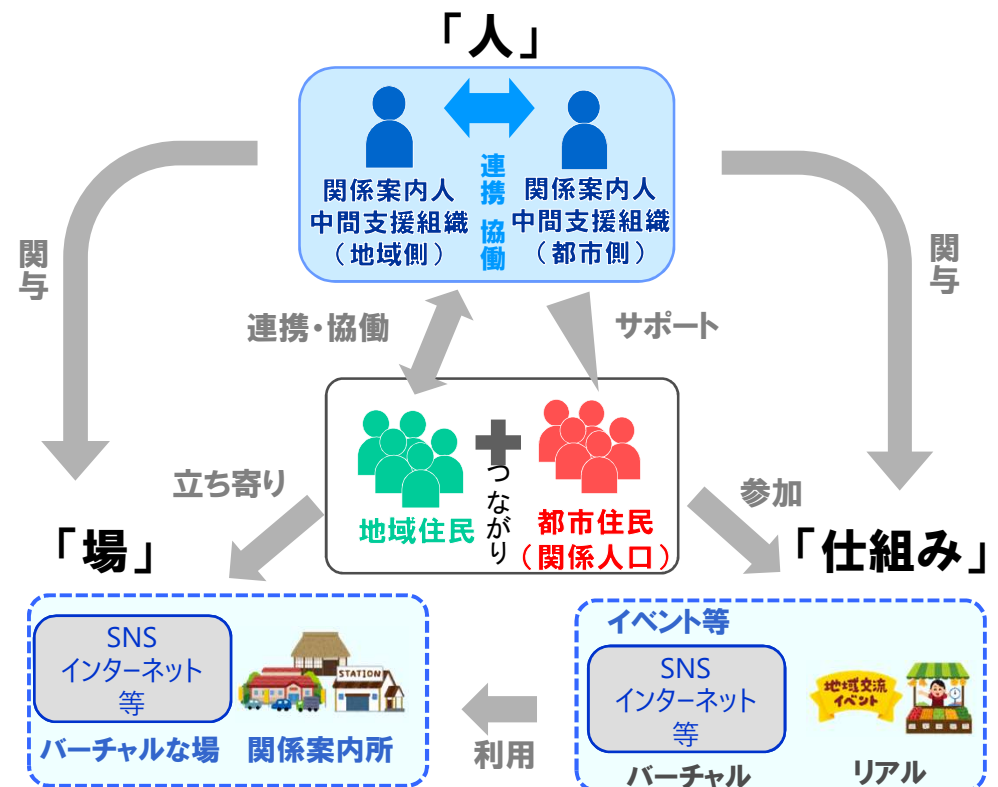 「人」
関係案内人
中間支援組織
（地域側）
連携 協働
関係案内人
中間支援組織
（都市側）
関与
関与
連携・協働
サポート
つながり
地域住民
都市住民
（関係人口）
立ち寄り
参加
「場」
「仕組み」
SNS
インターネット
等
STATION
バーチャルな場
関係案内所
利用
イベント等
SNS
インターネット
等
地域交流
イベント
バーチャル
リアル